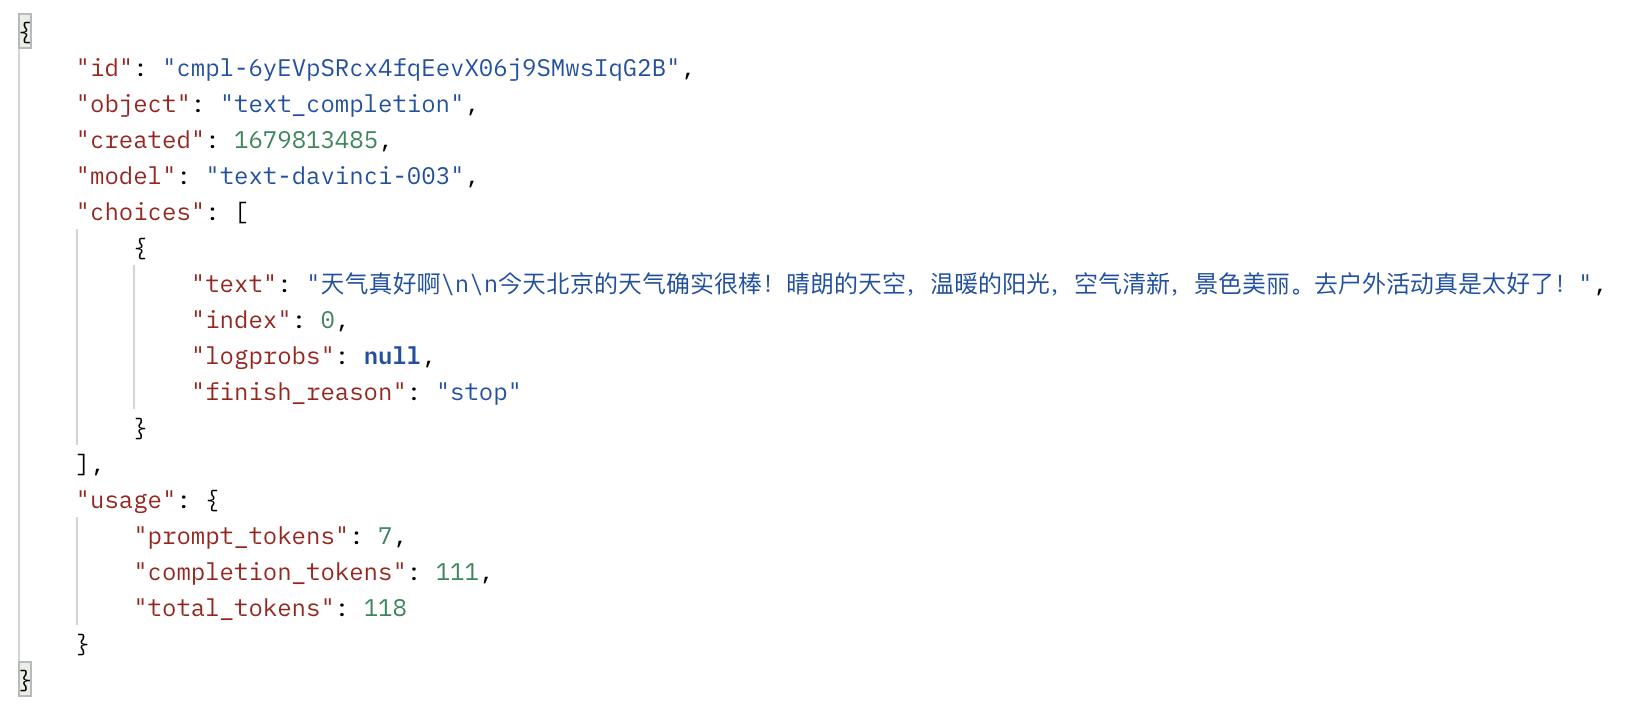 {
"id": "cmpl-6yEVpSRcx4fqEevX06j9SMwsIqG2B",
"object": "text_completion",
"created": 1679813485,
"model": "text-davinci-003",
"choices": [
{
"text": "天气真好啊\n\n今天北京的天气确实很棒！晴朗的天空，温暖的阳光，空气清新，景色美丽。去户外活动真是太好了！",
"index": 0,
"logprobs": null,
"finish_reason": "stop"
}
],
"usage": {
"prompt_tokens": 7,
"completion_tokens": 111,
"total_tokens": 118
}
}